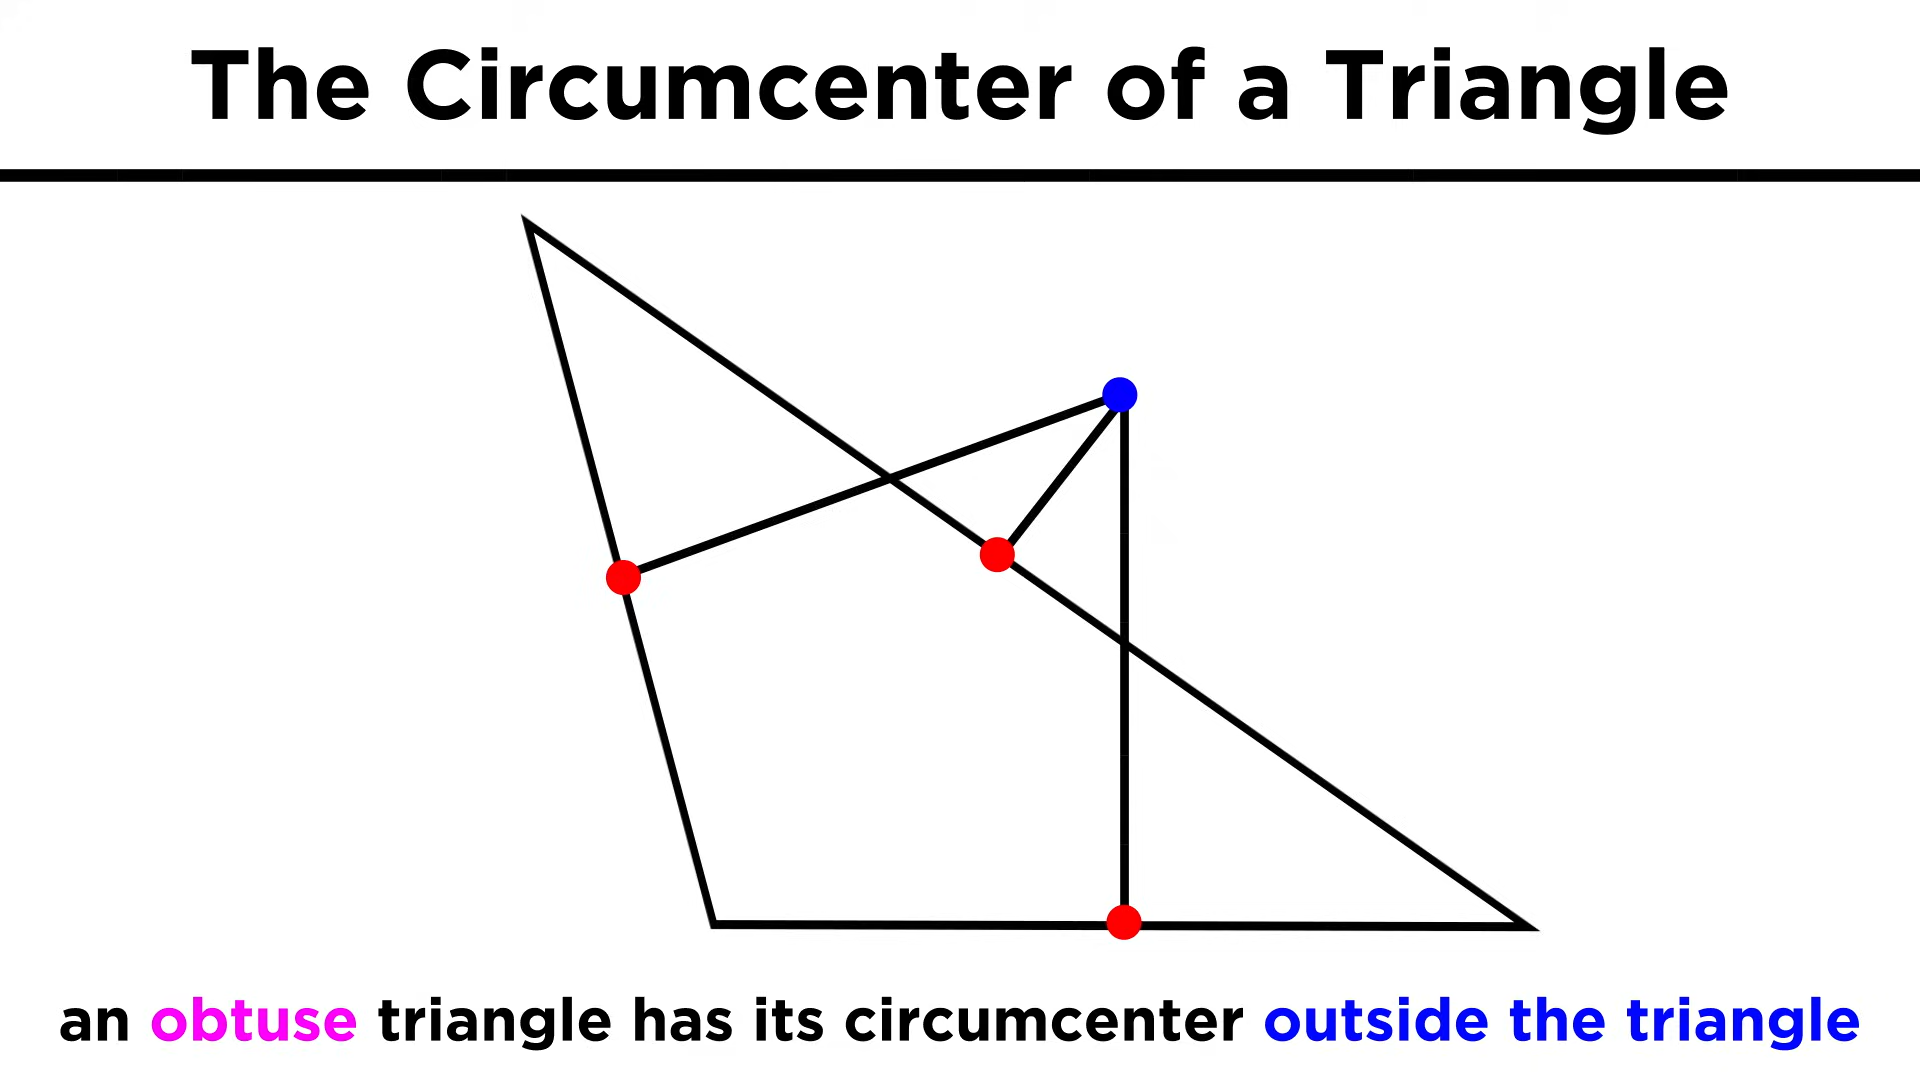 The Circumcenter of a Triangle
an obtuse triangle has its circumcenter outside the triangle